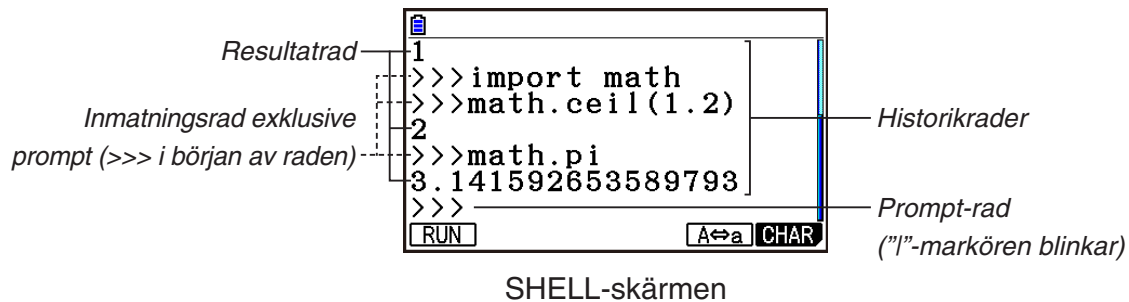 Resultatrad
1
>>>import math
>>>math.ceil(1.2)
Inmatningsrad exklusive
prompt (>>> i början av raden)
2
Historikrader
>>>math.pi
3.141592653589793
>>>
Prompt-rad
("|"-markören blinkar)
RUN
A⇔a
CHAR
SHELL-skärmen